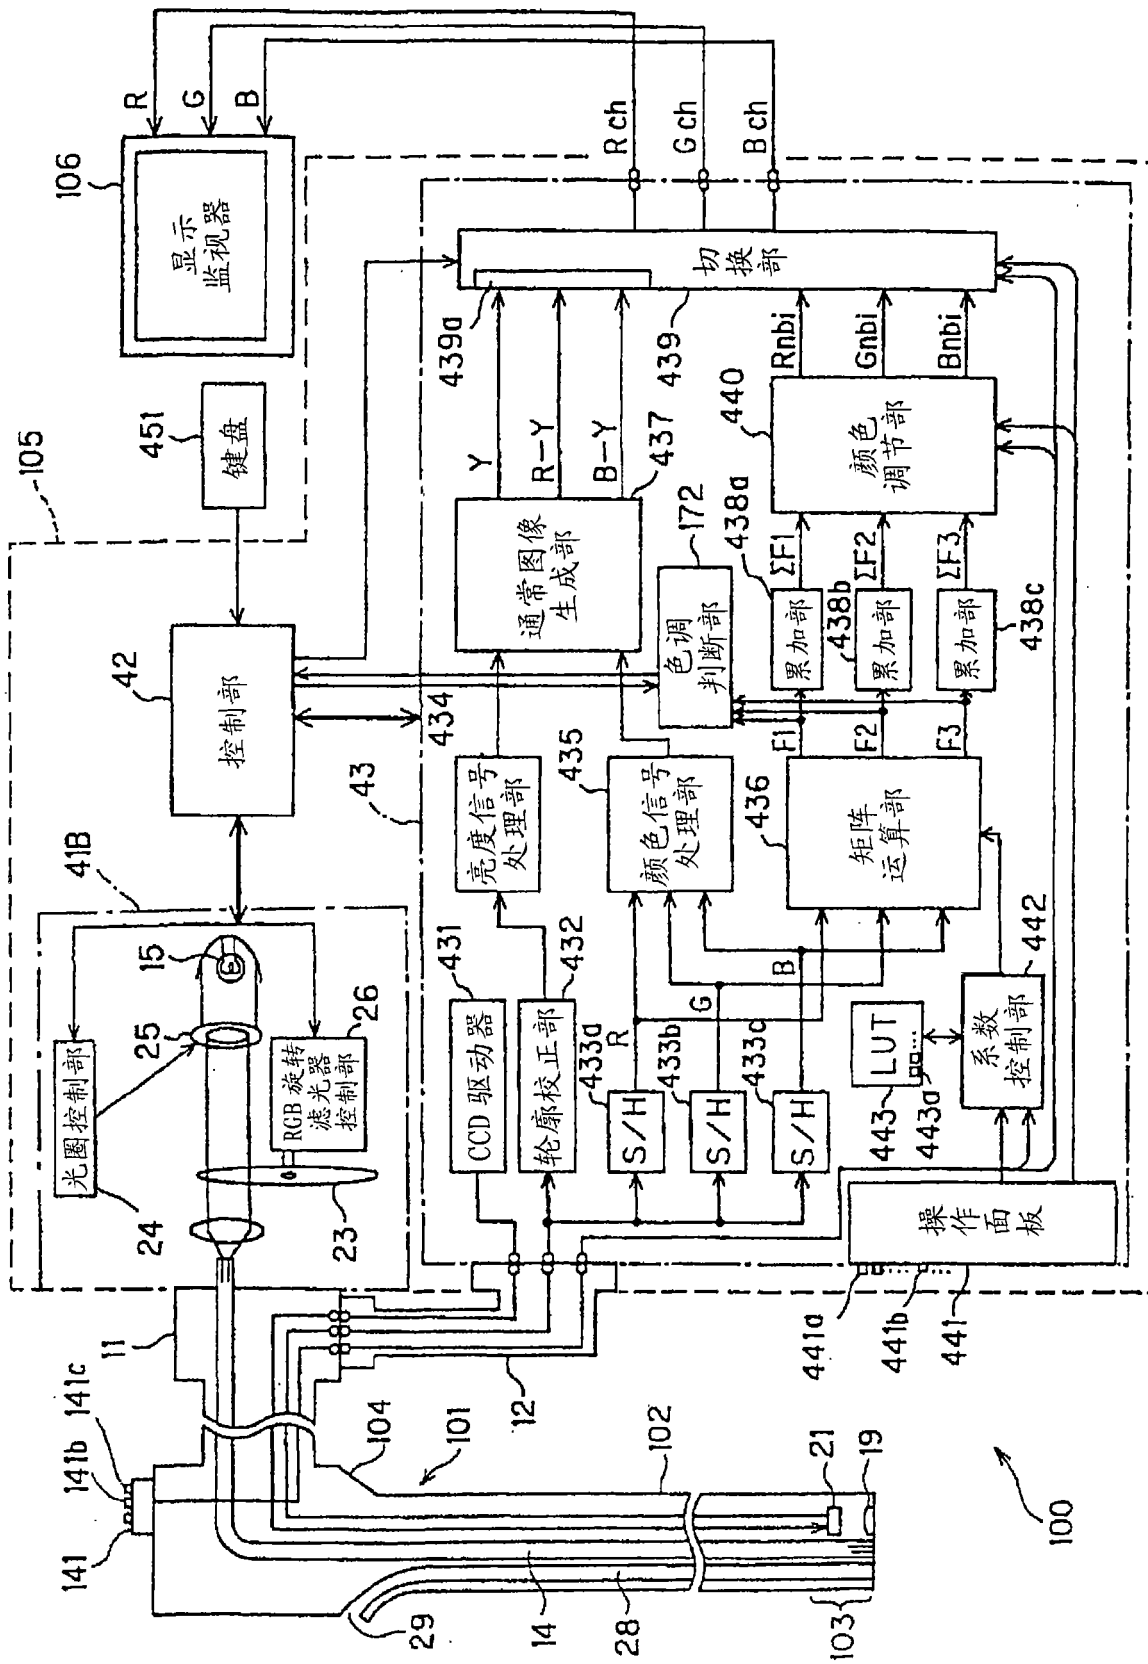 106
显示
监视器
R
G
B
105
451
键盘
42
控制部
41B
光圈控制部
24
25
15
26
RGB 旋转
滤光器
控制部
23
11
141
141b
141c
104
101
12
102
21
19
100
103
28
14
29
43
434
亮度信号
处理部
431
CCD 驱动器
432
轮廓校正部
433a
S/H
433b
S/H
433c
S/H
R
G
B
435
颜色信号
处理部
436
矩阵
运算部
437
通常图像
生成部
Y
R-Y
B-Y
172
色调
判断部
F1
F2
F3
438a
累加部
438b
累加部
438c
累加部
ΣF1
ΣF2
ΣF3
440
颜色
调节部
Rnbi
Gnbi
Bnbi
439a
439
切换部
R ch
G ch
B ch
442
系数
控制部
LUT
443
443a
操作面板
441a
441b
441